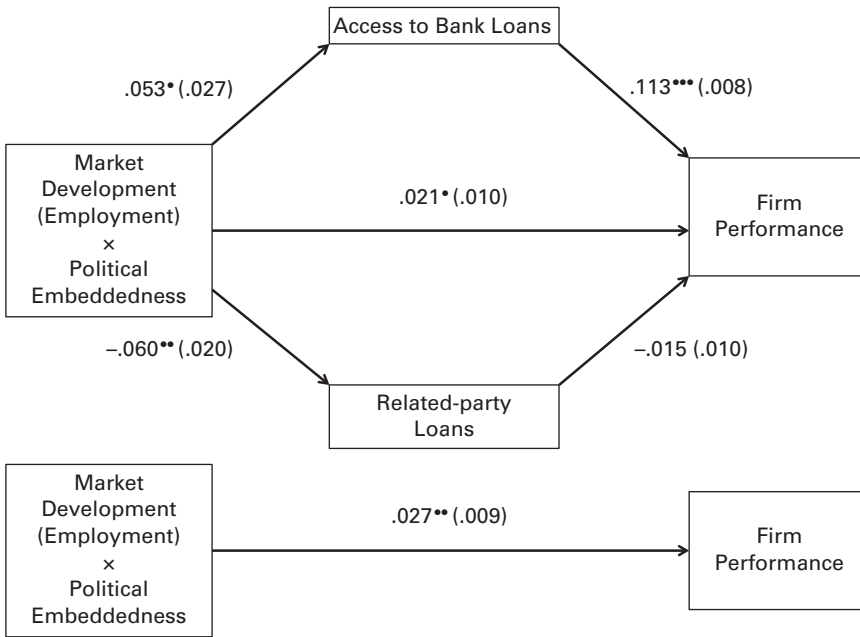 Access to Bank Loans
.053• (.027)
.113••• (.008)
Market
Development
(Employment)
×
Political
Embeddedness
.021• (.010)
Firm
Performance
–.060•• (.020)
–.015 (.010)
Related-party
Loans
Market
Development
(Employment)
×
Political
Embeddedness
.027•• (.009)
Firm
Performance